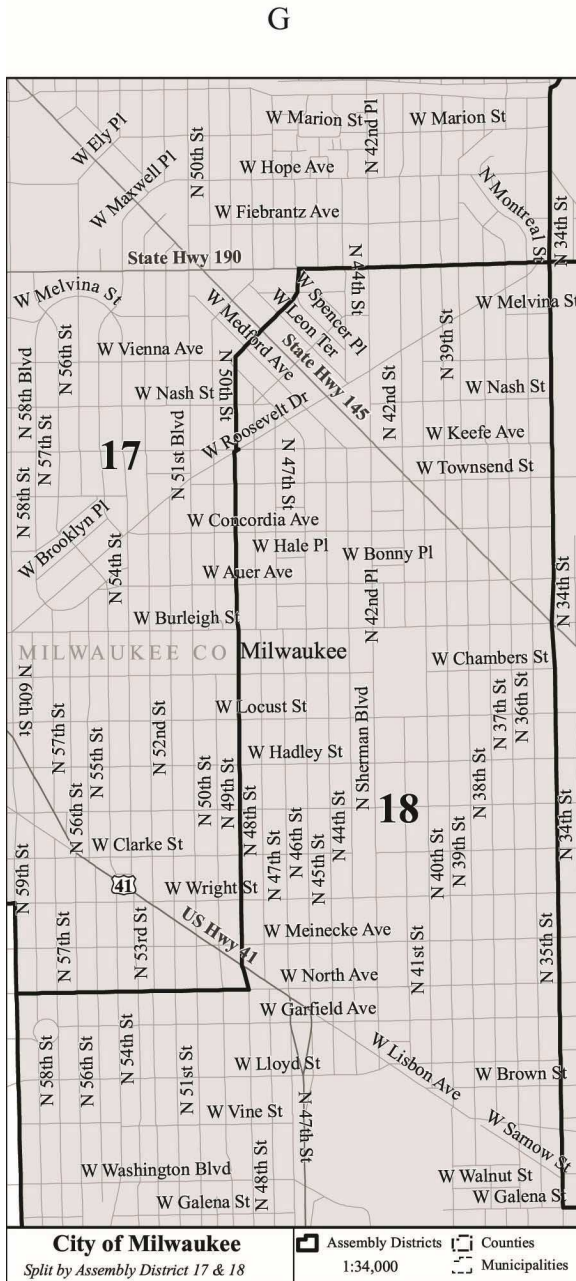 G
W Marion St
N 42nd Pl
W Marion St
W Ely Pl
N 50th St
W Hope Ave
W Maxwell Pl
N Montreal St
W Fiebrantz Ave
N 34th St
State Hwy 190
N 44th St
W Spencer Pl
W Melvina St
W Leon Ter
W Melvina St
W Medford Ave
State Hwy 145
N 39th St
N 56th St
W Vienna Ave
N 50th St
N 58th Blvd
W Nash St
N 42nd St
W Nash St
W Roosevelt Dr
N 57th St
17
N 51st Blvd
W Keefe Ave
N 47th St
W Townsend St
N 58th St
W Concordia Ave
W Brooklyn Pl
W Hale Pl
W Bonny Pl
N 54th St
W Auer Ave
N 42nd Pl
N 34th St
W Burleigh St
MILWAUKEE CO
Milwaukee
W Chambers St
N 60th St
W Locust St
N 37th St
N 36th St
N 57th St
N 55th St
N 52nd St
N Sherman Blvd
W Hadley St
N 38th St
N 50th St
N 49th St
18
N 56th St
N 48th St
N 44th St
N 34th St
W Clarke St
N 46th St
N 40th St
N 39th St
N 59th St
41
W Wright St
N 47th St
N 45th St
US Hwy 41
W Meinecke Ave
N 57th St
N 53rd St
N 41st St
N 35th St
W North Ave
W Garfield Ave
N 58th St
N 56th St
N 54th St
N 51st St
W Lloyd St
W Lisbon Ave
W Brown St
W Vine St
N 47th St
W Sarnow St
W Washington Blvd
N 48th St
W Walnut St
W Galena St
W Galena St
City of Milwaukee
Split by Assembly District 17 & 18
Assembly Districts
Counties
1:34,000
Municipalities